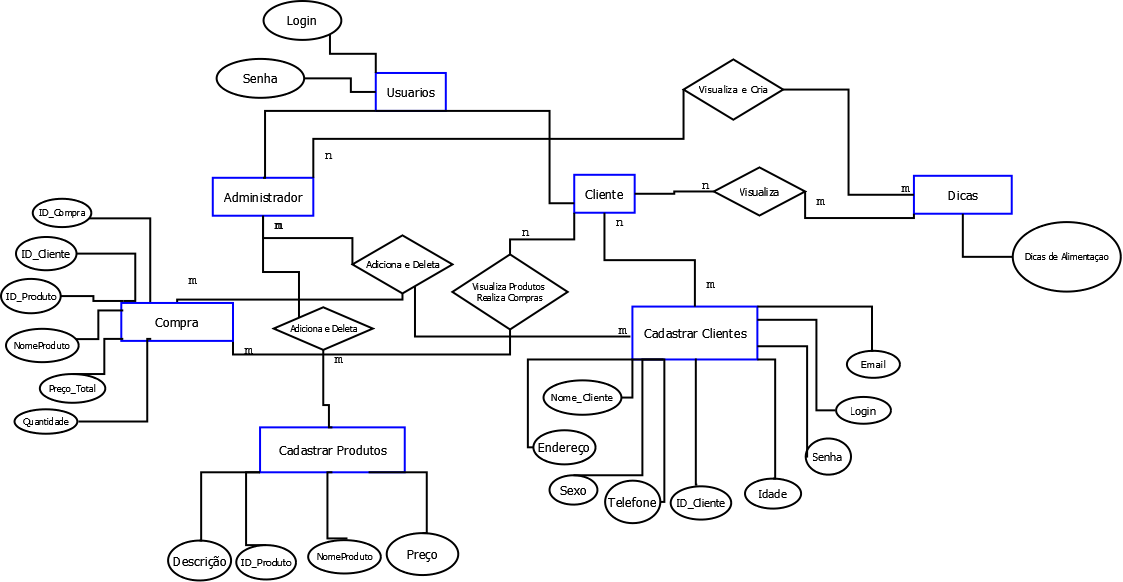 Login
Senha
Usuarios
Visualiza e Cria
n
Administrador
Cliente
n
Visualiza
m
m
Dicas
ID_Compra
m
n
n
ID_Cliente
Adiciona e Deleta
Dicas de Alimentaçao
m
Visualiza Produtos
Realiza Compras
m
ID_Produto
Compra
Adiciona e Deleta
m
Cadastrar Clientes
NomeProduto
m
m
Email
Preço_Total
Nome_Cliente
Login
Quantidade
Cadastrar Produtos
Endereço
Senha
Sexo
Telefone
ID_Cliente
Idade
Descrição
ID_Produto
NomeProduto
Preço